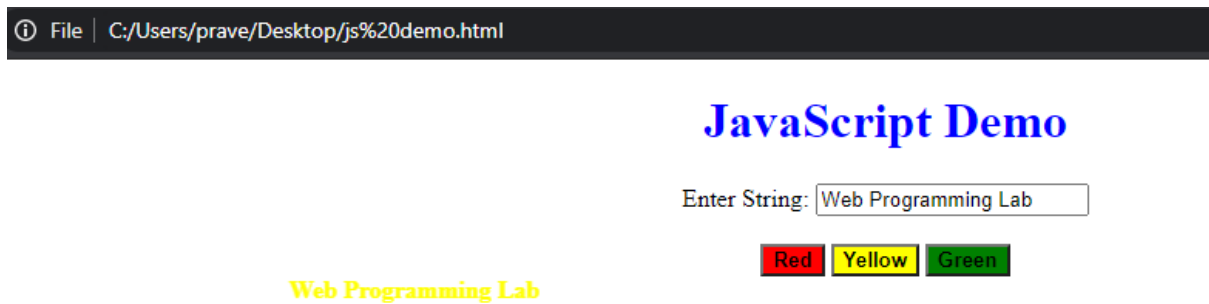 File C:/Users/prave/Desktop/js%20demo.html
JavaScript Demo
Enter String: Web Programming Lab
Red Yellow Green
Web Programming Lab